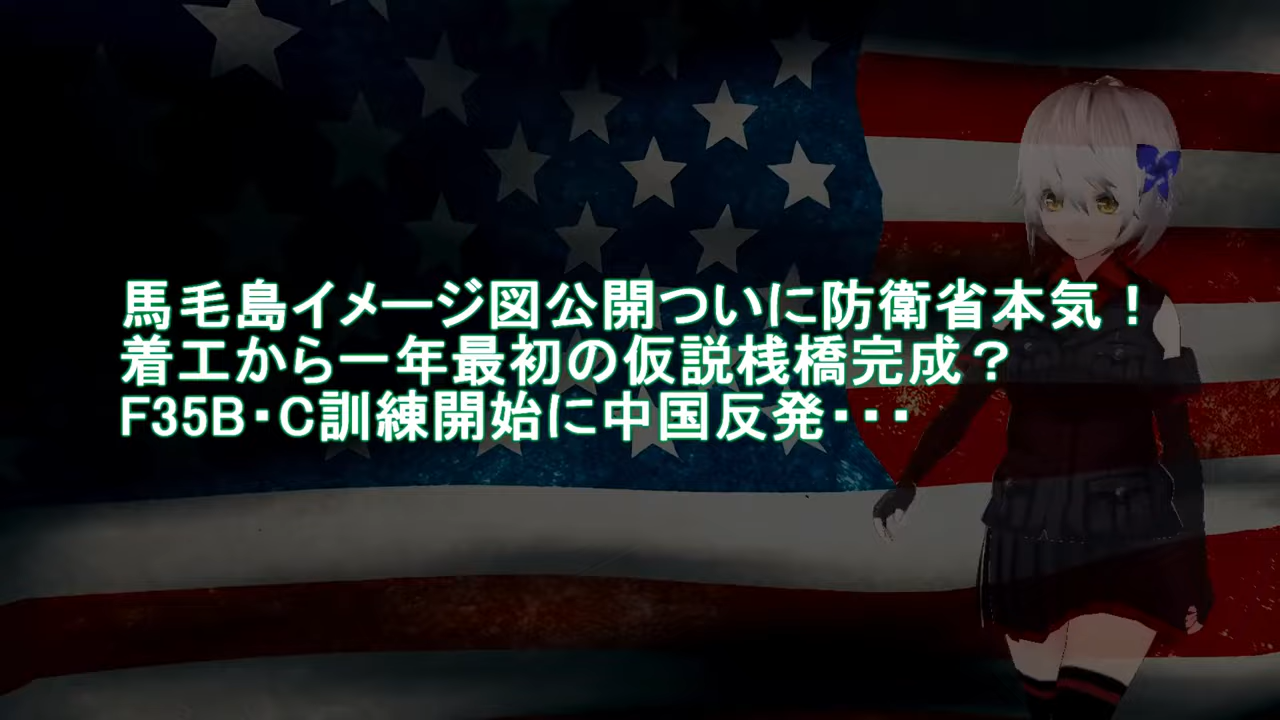 馬毛島イメージ図公開ついに防衛省本気！
着工から一年最初の仮説桟橋完成？
F35B・C訓練開始に中国反発・・・